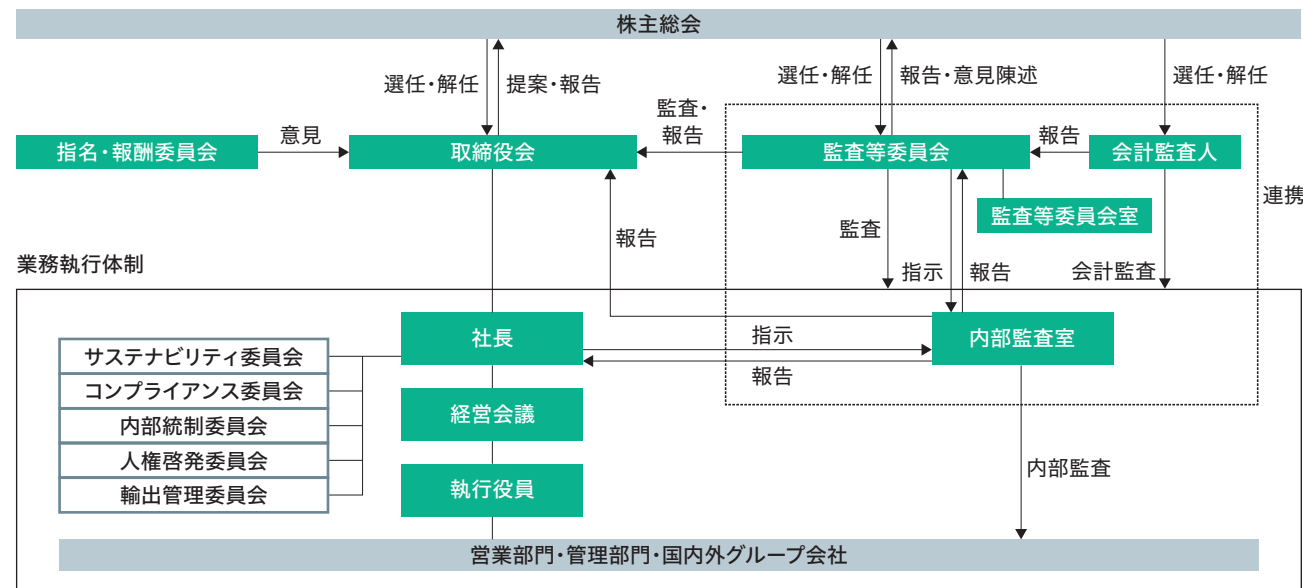 株主総会
選任・解任
提案・報告
選任・解任
報告・意見陳述
選任・解任
監査・
報告
指名・報酬委員会
意見
取締役会
監査等委員会
報告
会計監査人
連携
監査等委員会室
監査
報告
業務執行体制
指示
報告
会計監査
社長
指示
内部監査室
報告
サステナビリティ委員会
コンプライアンス委員会
内部統制委員会
人権啓発委員会
輸出管理委員会
経営会議
執行役員
内部監査
営業部門・管理部門・国内外グループ会社